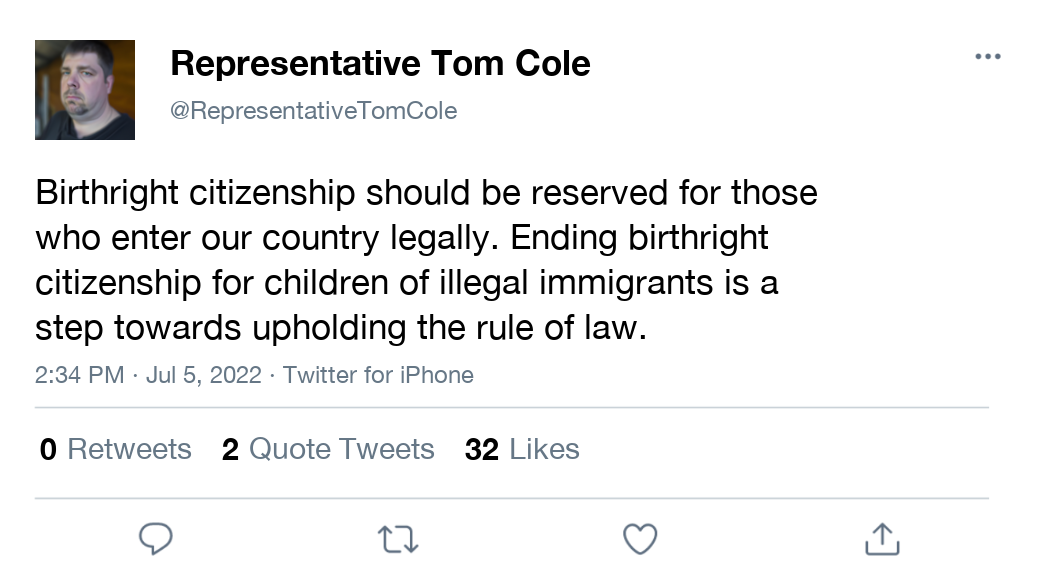 Representative Tom Cole
@RepresentativeTomCole
Birthright citizenship should be reserved for those
who enter our country legally. Ending birthright
citizenship for children of illegal immigrants is a
step towards upholding the rule of law.
2:34 PM · Jul 5, 2022 · Twitter for iPhone
0 Retweets 2 Quote Tweets 32 Likes